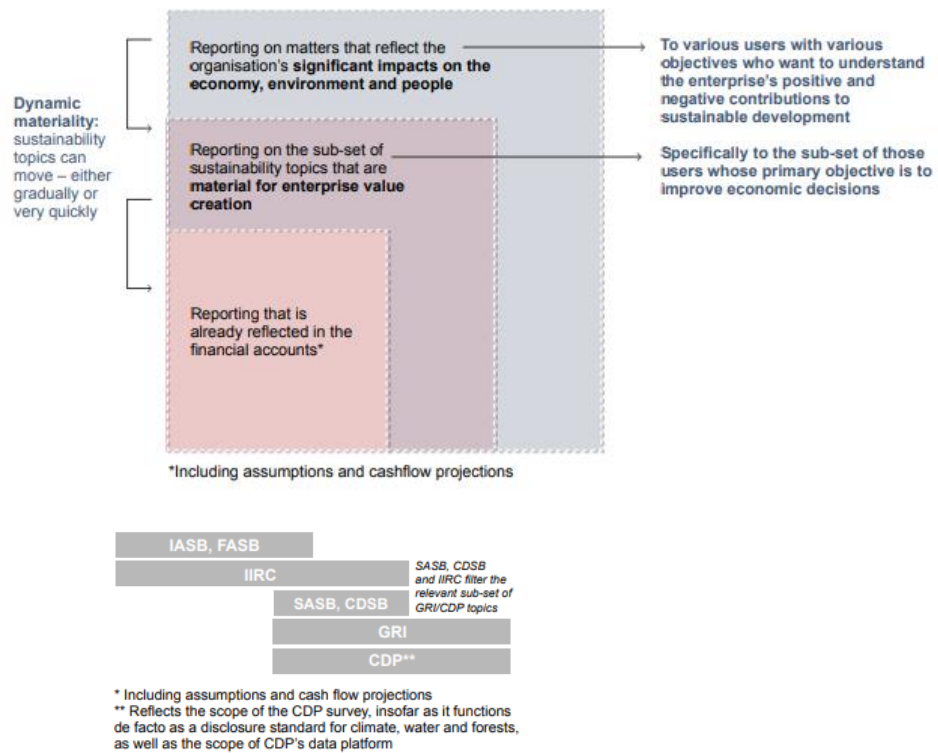 Reporting on matters that reflect the
organisation's significant impacts on the
economy, environment and people
To various users with various
objectives who want to understand
the enterprise's positive and
negative contributions to
sustainable development
Dynamic
materiality:
sustainability
topics can
move – either
gradually or
very quickly
Reporting on the sub-set of
sustainability topics that are
material for enterprise value
creation
Specifically to the sub-set of those
users whose primary objective is to
improve economic decisions
Reporting that is
already reflected in the
financial accounts*
*Including assumptions and cashflow projections
IASB, FASB
IIRC
SASB, CDSB
and IIRC filter the
relevant sub-set of
GRI/CDP topics
SASB, CDSB
GRI
CDP**
* Including assumptions and cash flow projections
** Reflects the scope of the CDP survey, insofar as it functions
de facto as a disclosure standard for climate, water and forests,
as well as the scope of CDP's data platform